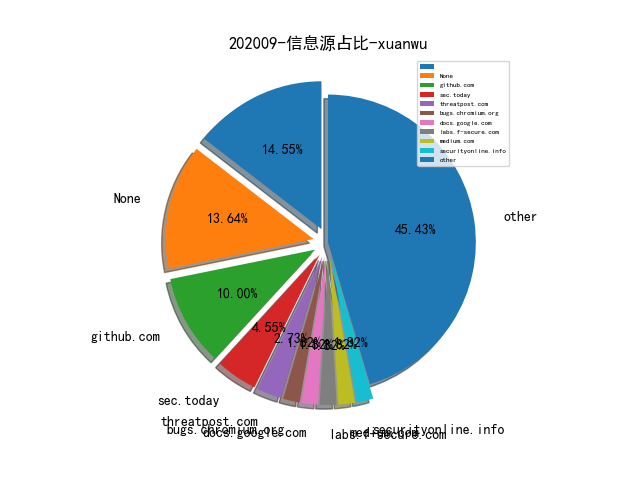 202009-信息源占比-xuanwu
None
github.com
sec.today
threatpost.com
bugs.chromium.org
docs.google.com
labs.f-secure.com
medium.com
securityonline.info
other
14.55%
45.43%
None
13.64%
other
10.00%
github.com
4.55%
2.73%
sec.today
threatpost.com
bugs.chromium.org
docs.google.com
labs.f-secure.com
medium.com
securityonline.info